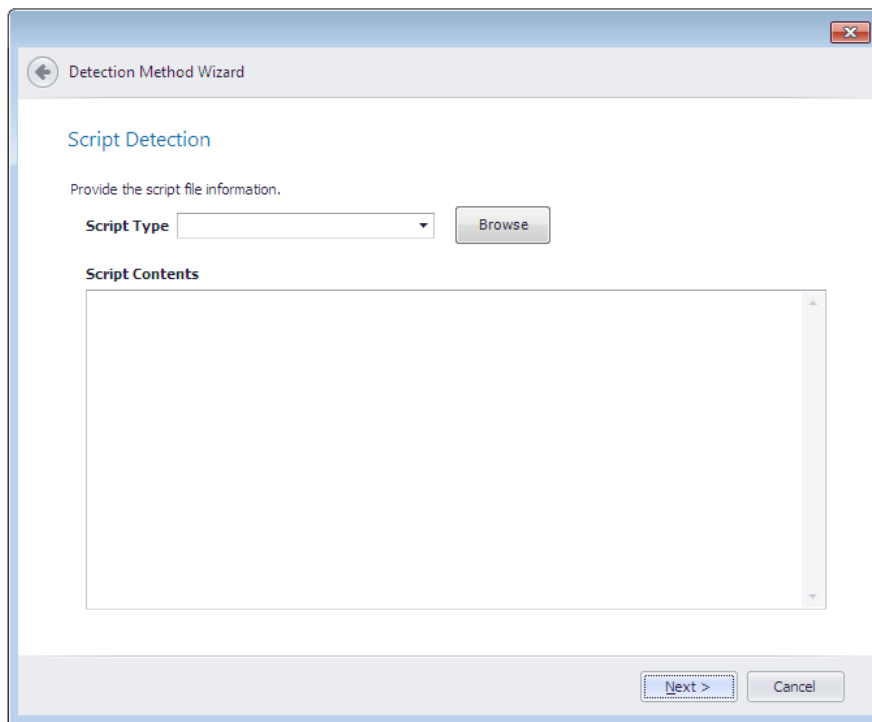 Detection Method Wizard
Script Detection
Provide the script file information.
Script Type
Browse
Script Contents
Next >
Cancel